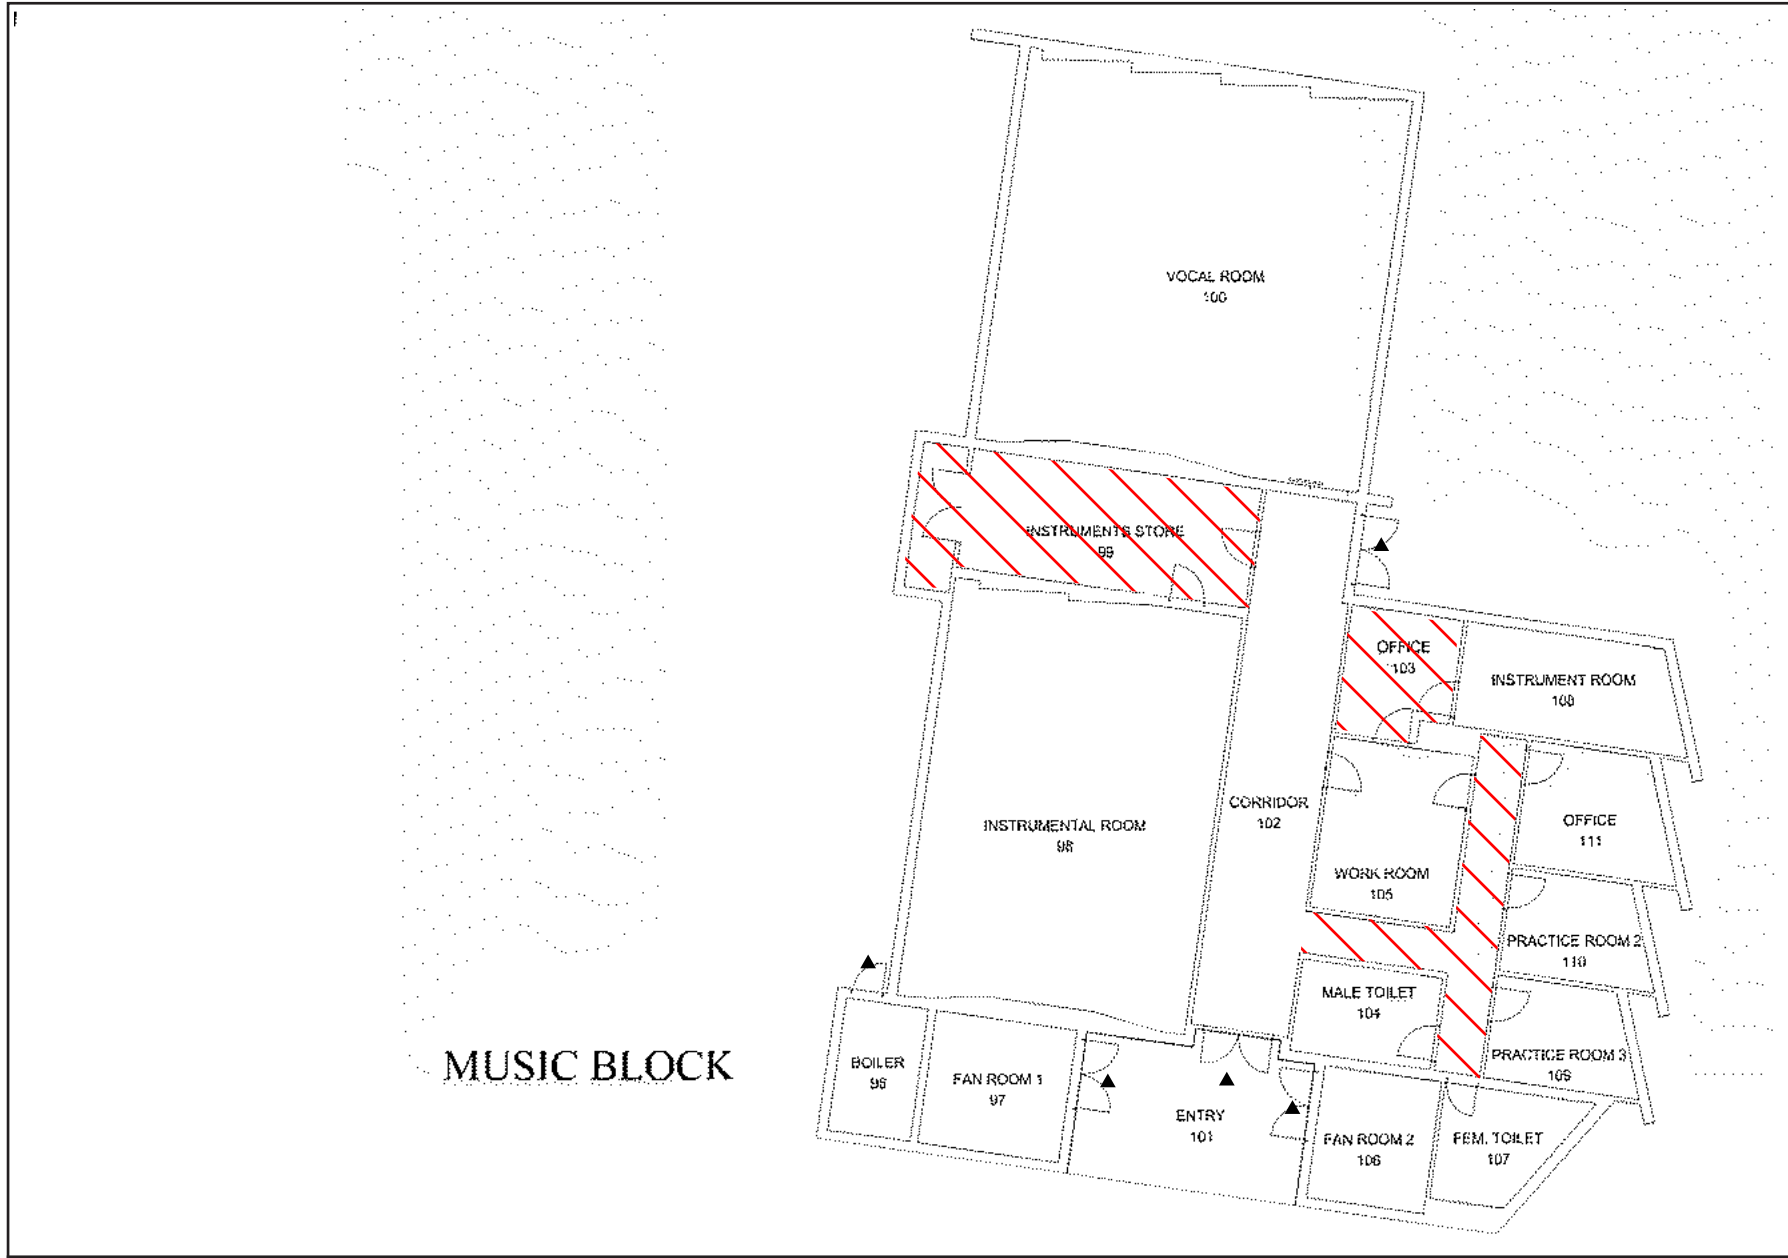 VOCAL ROOM
100
INSTRUMENTS STORE
99
OFFICE
103
INSTRUMENT ROOM
108
CORRIDOR
102
INSTRUMENTAL ROOM
98
OFFICE
111
WORK ROOM
105
PRACTICE ROOM 2
110
MALE TOILET
104
PRACTICE ROOM 3
109
MUSIC BLOCK
BOILER
96
FAN ROOM 1
97
ENTRY
101
FAN ROOM 2
106
FEM. TOILET
107